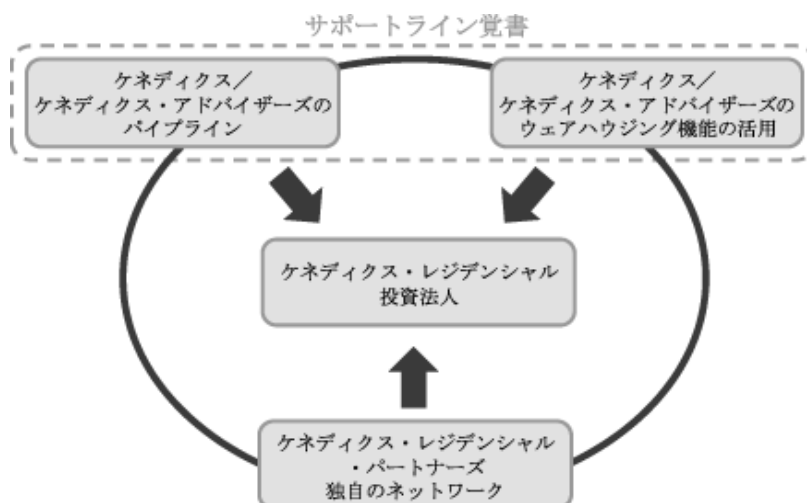 サポートライン覚書
ケネディクス／
ケネディクス・アドバイザーズの
パイプライン
ケネディクス／
ケネディクス・アドバイザーズの
ウェアハウジング機能の活用
ケネディクス・レジデンシャル
投資法人
ケネディクス・レジデンシャル
・パートナーズ
独自のネットワーク